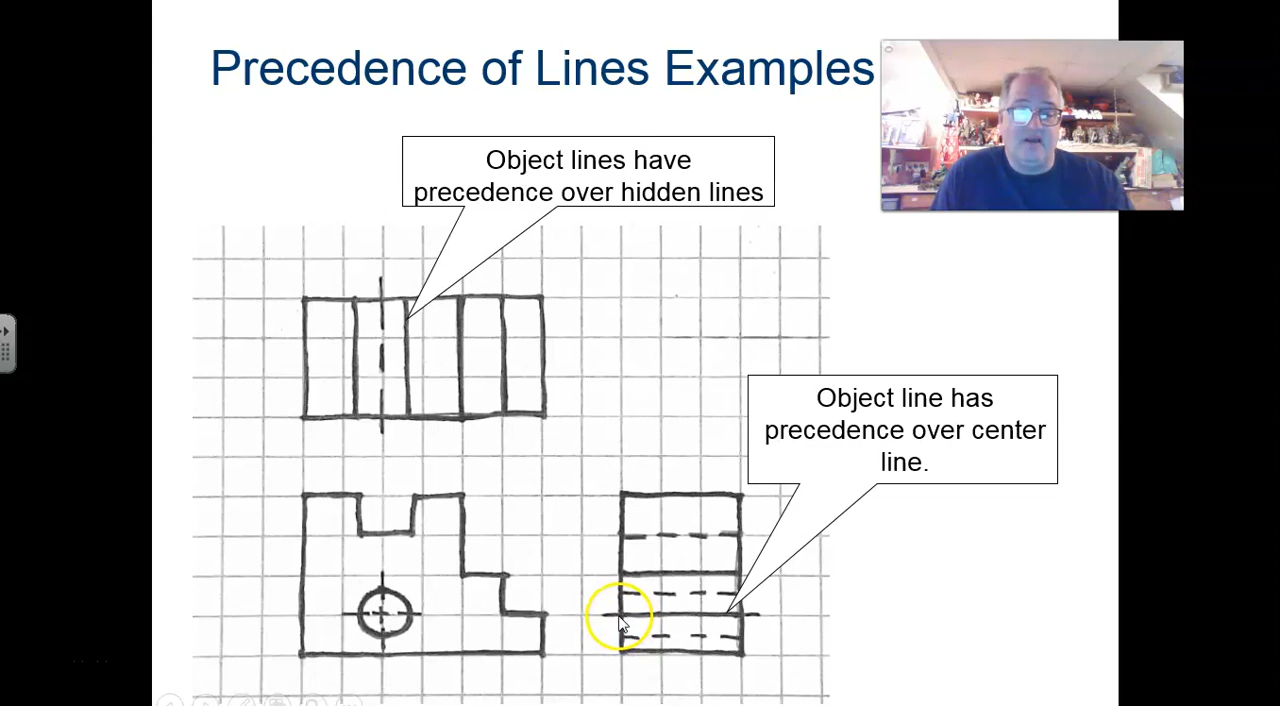 Precedence of Lines Examples
Object lines have
precedence over hidden lines
Object line has
precedence over center
line.